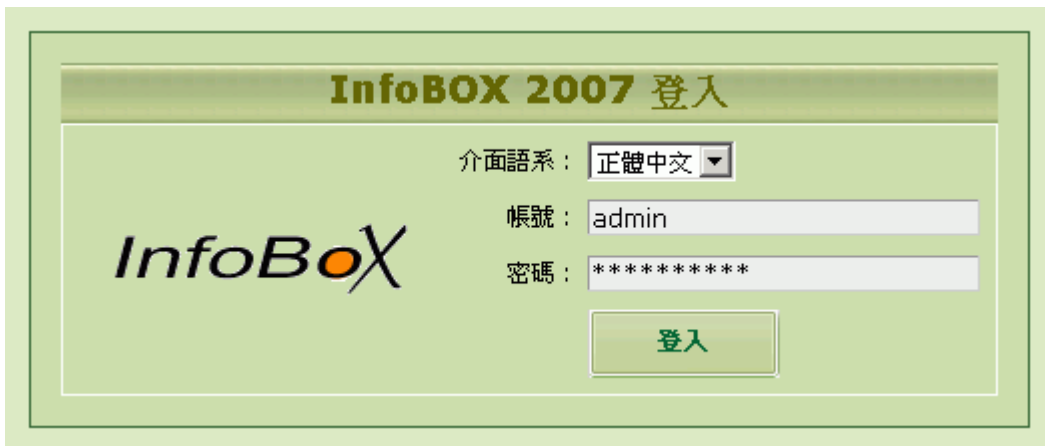 InfoBOX 2007 登入
介面語系：正體中文
InfoBoX
帳號：admin
密碼：**********
登入